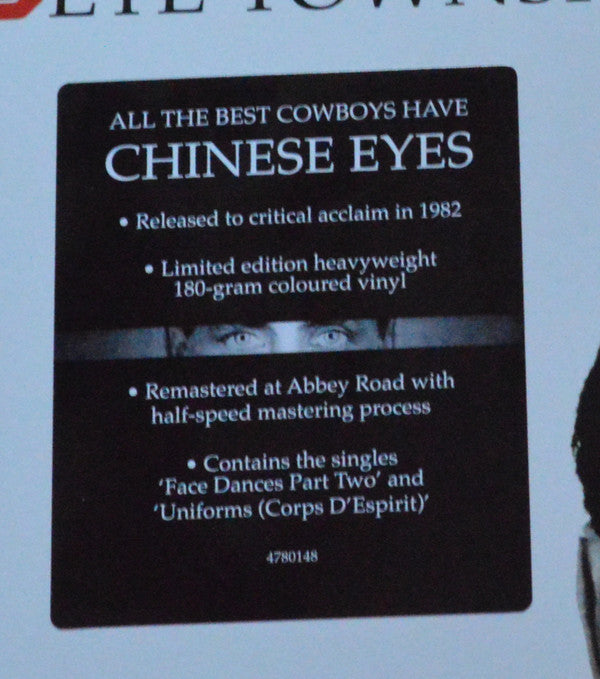 ALL THE BEST COWBOYS HAVE
CHINESE EYES
• Released to critical acclaim in 1982
• Limited edition heavyweight
180-gram coloured vinyl
• Remastered at Abbey Road with
half-speed mastering process
• Contains the singles
‘Face Dances Part Two’ and
‘Uniforms (Corps D’Espirit)’
4780148